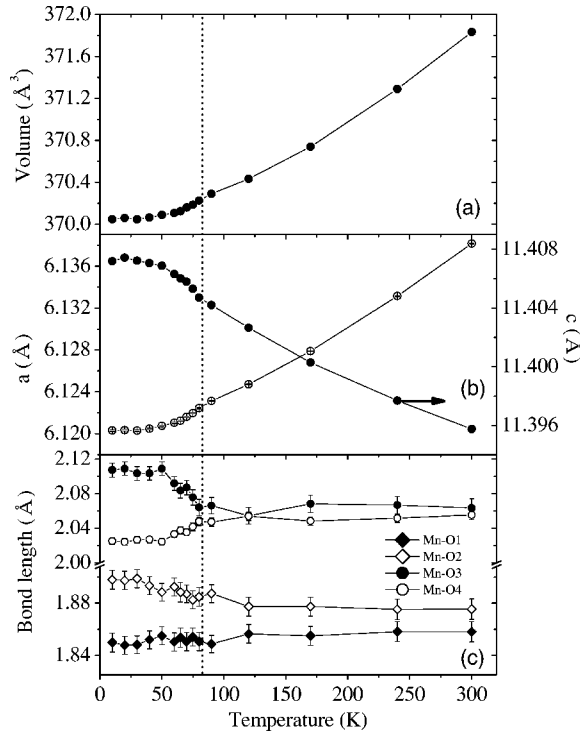 372.0
371.6
371.2
370.8
370.4
370.0
Volume (Å³)
(a)
6.136
6.132
6.128
6.124
6.120
a (Å)
11.408
11.404
11.400
11.396
c (Å)
(b)
2.12
2.08
2.04
2.00
1.88
1.84
Bond length (Å)
Mn-O1
Mn-O2
Mn-O3
Mn-O4
(c)
0 50 100 150 200 250 300
Temperature (K)